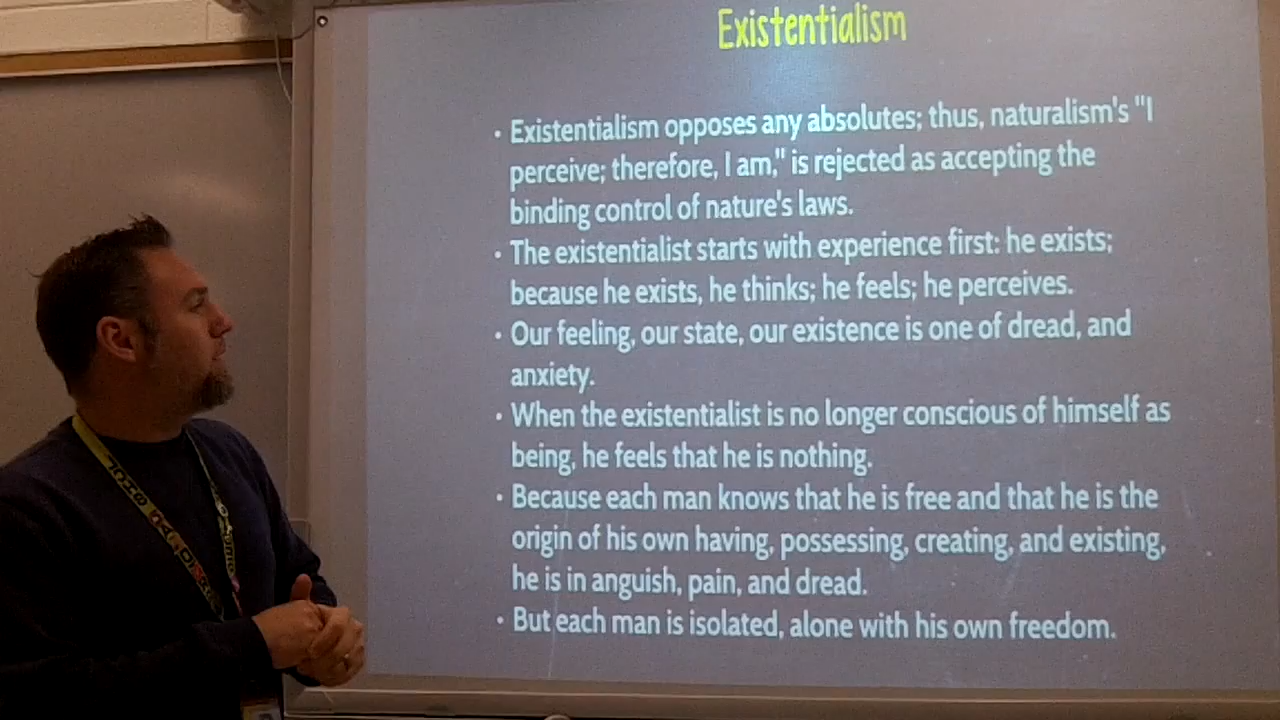 Existentialism
• Existentialism opposes any absolutes; thus, naturalism's "I
perceive; therefore, I am," is rejected as accepting the
binding control of nature's laws.
• The existentialist starts with experience first: he exists;
because he exists, he thinks; he feels; he perceives.
• Our feeling, our state, our existence is one of dread, and
anxiety.
• When the existentialist is no longer conscious of himself as
being, he feels that he is nothing.
• Because each man knows that he is free and that he is the
origin of his own having, possessing, creating, and existing,
he is in anguish, pain, and dread.
• But each man is isolated, alone with his own freedom.